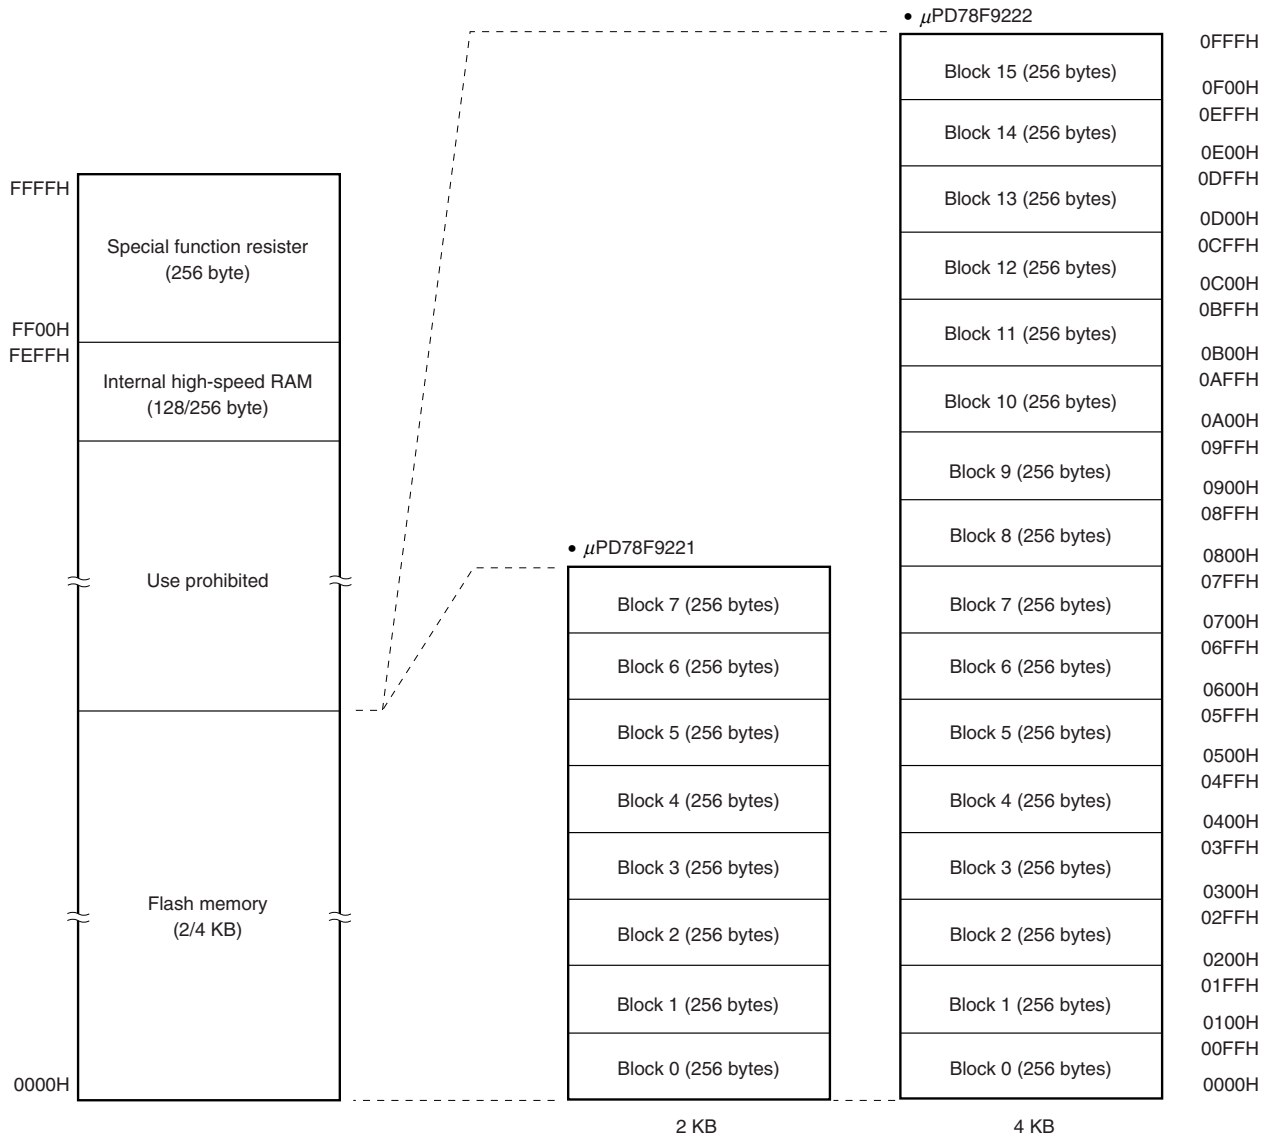 FFFFH
Special function resister
(256 byte)
FF00H
FEFFH
Internal high-speed RAM
(128/256 byte)
Use prohibited
Flash memory
(2/4 KB)
0000H
• μPD78F9221
Block 7 (256 bytes)
Block 6 (256 bytes)
Block 5 (256 bytes)
Block 4 (256 bytes)
Block 3 (256 bytes)
Block 2 (256 bytes)
Block 1 (256 bytes)
Block 0 (256 bytes)
2 KB
• μPD78F9222
Block 15 (256 bytes)
Block 14 (256 bytes)
Block 13 (256 bytes)
Block 12 (256 bytes)
Block 11 (256 bytes)
Block 10 (256 bytes)
Block 9 (256 bytes)
Block 8 (256 bytes)
Block 7 (256 bytes)
Block 6 (256 bytes)
Block 5 (256 bytes)
Block 4 (256 bytes)
Block 3 (256 bytes)
Block 2 (256 bytes)
Block 1 (256 bytes)
Block 0 (256 bytes)
4 KB
0FFFH
0F00H
0EFFH
0E00H
0DFFH
0D00H
0CFFH
0C00H
0BFFH
0B00H
0AFFH
0A00H
09FFH
0900H
08FFH
0800H
07FFH
0700H
06FFH
0600H
05FFH
0500H
04FFH
0400H
03FFH
0300H
02FFH
0200H
01FFH
0100H
00FFH
0000H